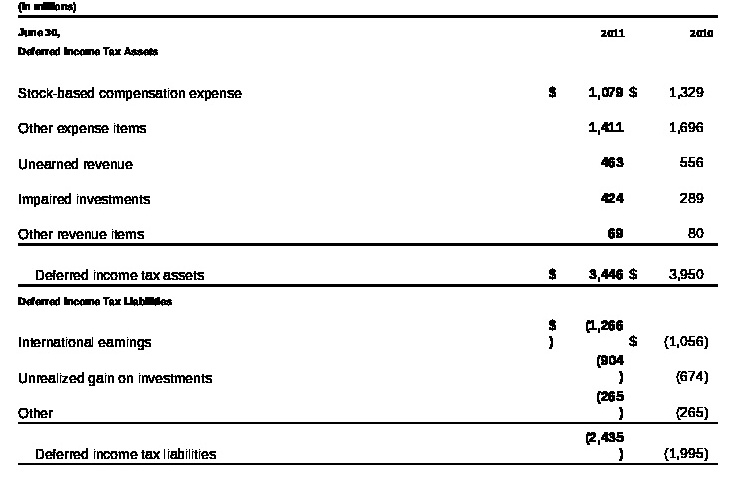 (In millions)
June 30, 2011 2010
Deferred Income Tax Assets
Stock-based compensation expense $ 1,079 $ 1,329
Other expense items 1,411 1,696
Unearned revenue 463 556
Impaired investments 424 289
Other revenue items 69 80
Deferred income tax assets $ 3,446 $ 3,950
Deferred Income Tax Liabilities
$ (1,266
International earnings ) $ (1,056)
(904
Unrealized gain on investments ) (674)
(265
Other ) (265)
(2,435
Deferred income tax liabilities ) (1,995)